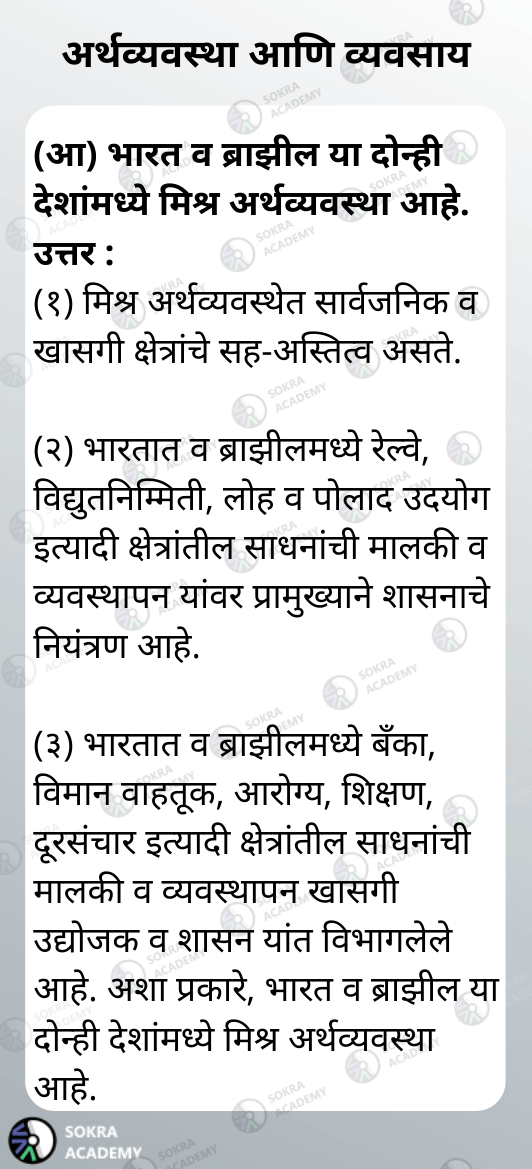 अर्थव्यवस्था आणि व्यवसाय
(आ) भारत व ब्राझील या दोन्ही
देशांमध्ये मिश्र अर्थव्यवस्था आहे.
उत्तर :
(१) मिश्र अर्थव्यवस्थेत सार्वजनिक व
खासगी क्षेत्रांचे सह-अस्तित्व असते.
(२) भारतात व ब्राझीलमध्ये रेल्वे,
विद्युतनिम्मिती, लोह व पोलाद उदयोग
इत्यादी क्षेत्रांतील साधनांची मालकी व
व्यवस्थापन यांवर प्रामुख्याने शासनाचे
नियंत्रण आहे.
(३) भारतात व ब्राझीलमध्ये बँका,
विमान वाहतूक, आरोग्य, शिक्षण,
दूरसंचार इत्यादी क्षेत्रांतील साधनांची
मालकी व व्यवस्थापन खासगी
उद्योजक व शासन यांत विभागलेले
आहे. अशा प्रकारे, भारत व ब्राझील या
दोन्ही देशांमध्ये मिश्र अर्थव्यवस्था
आहे.
SOKRA
ACADEMY